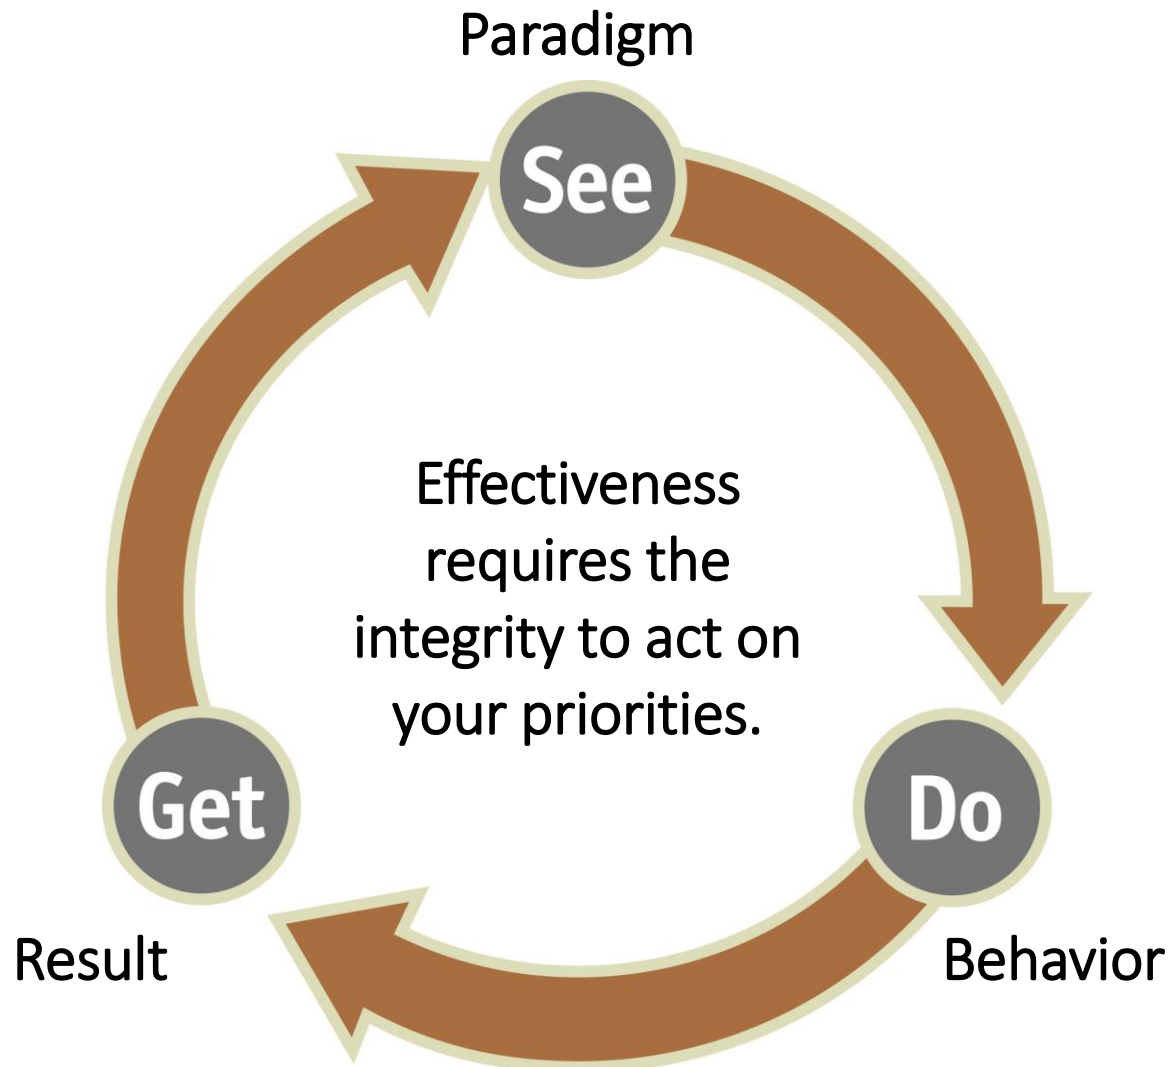 Paradigm
See
Effectiveness
requires the
integrity to act on
your priorities.
Get
Do
Result
Behavior